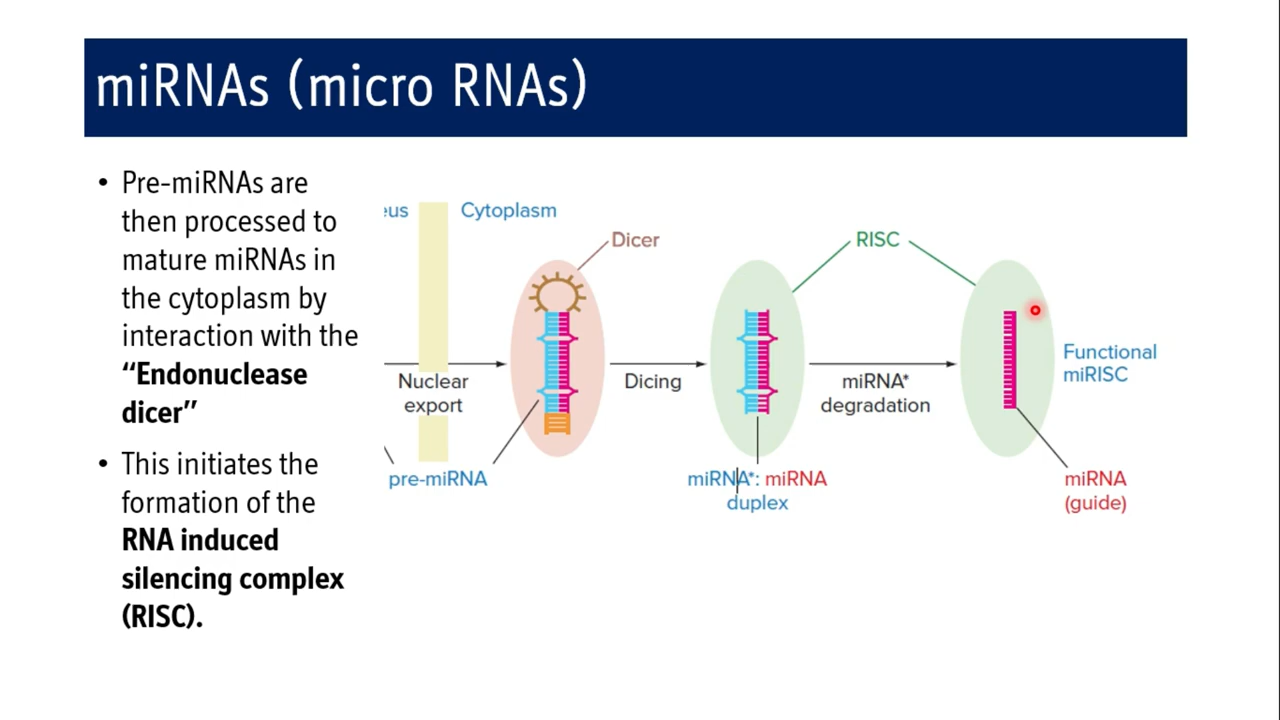 miRNAs (micro RNAs)
• Pre-miRNAs are
then processed to
mature miRNAs in
the cytoplasm by
interaction with the
“Endonuclease
dicer”
• This initiates the
formation of the
RNA induced
silencing complex
(RISC).
eus
Cytoplasm
Dicer
RISC
Nuclear
export
Dicing
miRNA*
degradation
Functional
miRISC
pre-miRNA
miRNA*: miRNA
duplex
miRNA
(guide)